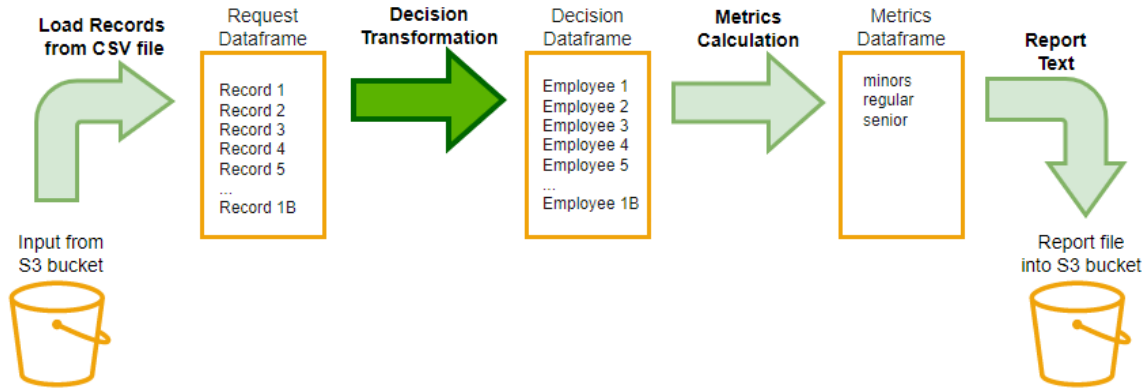 Load Records
from CSV file
Request
Dataframe
Decision
Transformation
Decision
Dataframe
Metrics
Calculation
Metrics
Dataframe
Report
Text
Record 1
Record 2
Record 3
Record 4
Record 5
...
Record 1B
Employee 1
Employee 2
Employee 3
Employee 4
Employee 5
...
Employee 1B
minors
regular
senior
Input from
S3 bucket
Report file
into S3 bucket